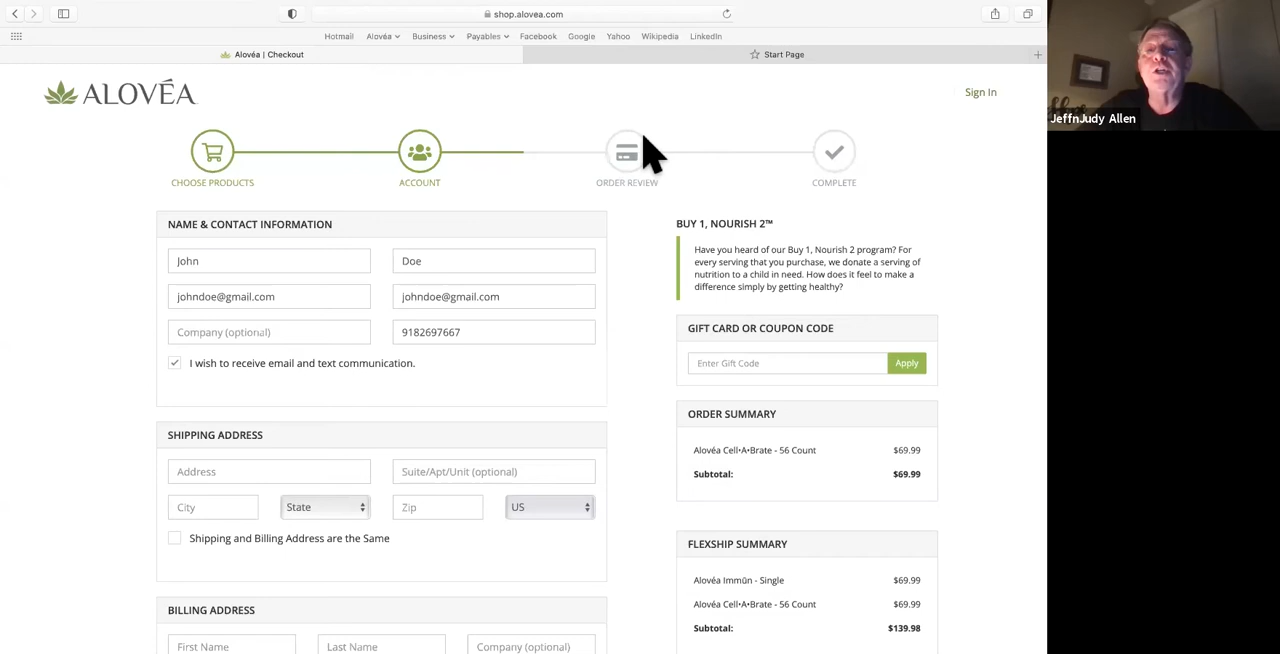 shop.alovea.com
Hotmail Alovéa Business Payables Facebook Google Yahoo Wikipedia LinkedIn
Alovéa | Checkout
Start Page
ALOVÉA
Sign In
CHOOSE PRODUCTS
ACCOUNT
ORDER REVIEW
COMPLETE
NAME & CONTACT INFORMATION
John
Doe
johndoe@gmail.com
johndoe@gmail.com
Company (optional)
9182697667
I wish to receive email and text communication.
SHIPPING ADDRESS
Address
Suite/Apt/Unit (optional)
City
State
Zip
US
Shipping and Billing Address are the Same
BILLING ADDRESS
First Name
Last Name
Company (optional)
BUY 1, NOURISH 2™
Have you heard of our Buy 1, Nourish 2 program? For
every serving that you purchase, we donate a serving of
nutrition to a child in need. How does it feel to make a
difference simply by getting healthy?
GIFT CARD OR COUPON CODE
Enter Gift Code
Apply
ORDER SUMMARY
Alovéa Cell•A•Brate - 56 Count $69.99
Subtotal: $69.99
FLEXSHIP SUMMARY
Alovéa Immūn - Single $69.99
Alovéa Cell•A•Brate - 56 Count $69.99
Subtotal: $139.98
JeffnJudy Allen